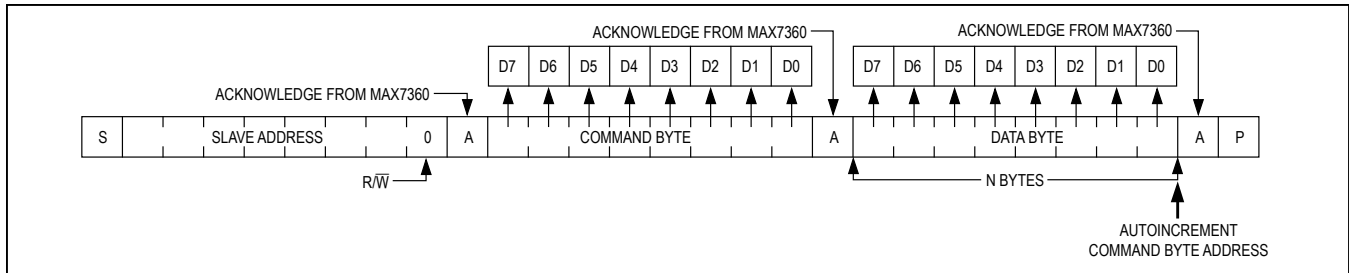 ACKNOWLEDGE FROM MAX7360
ACKNOWLEDGE FROM MAX7360
D7 D6 D5 D4 D3 D2 D1 D0
D7 D6 D5 D4 D3 D2 D1 D0
ACKNOWLEDGE FROM MAX7360
S SLAVE ADDRESS 0 A COMMAND BYTE A DATA BYTE A P
R/W̅
N BYTES
AUTOINCREMENT
COMMAND BYTE ADDRESS